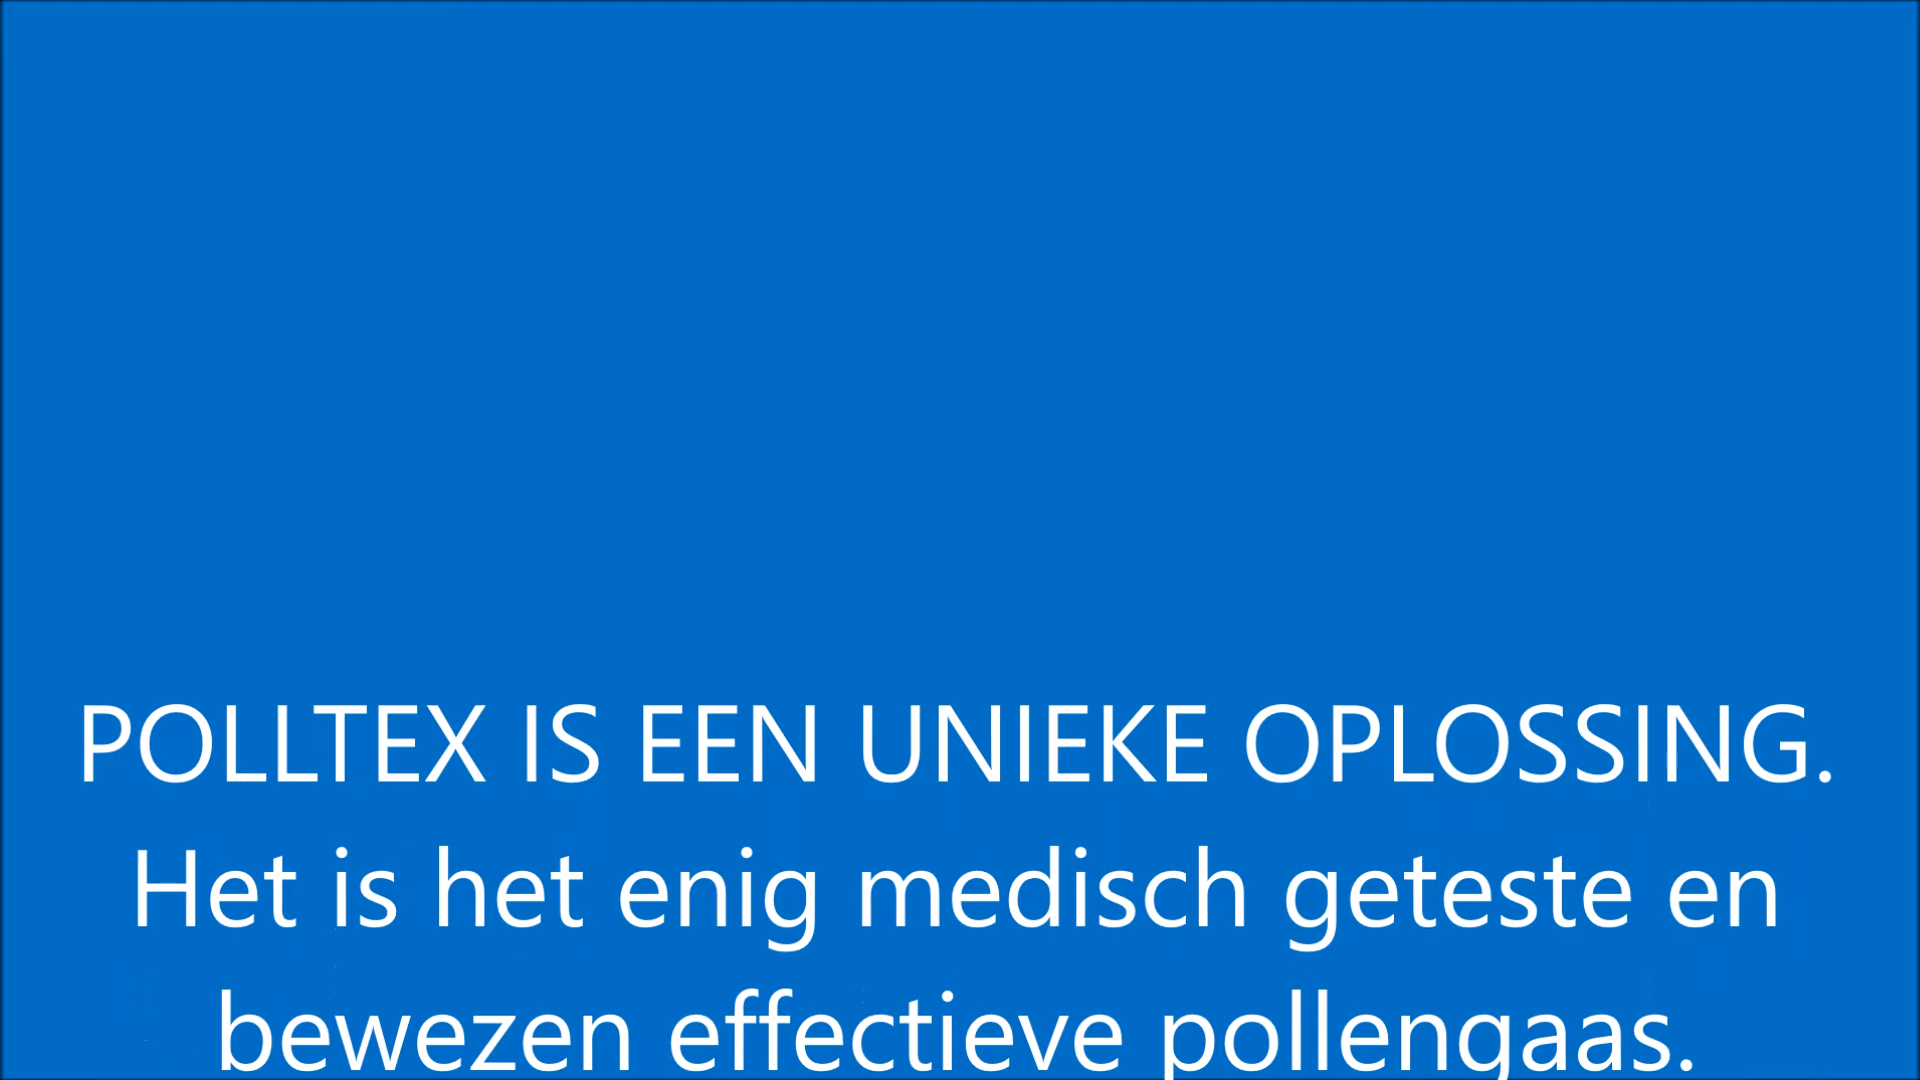 POLLTEX IS EEN UNIEKE OPLOSSING.
Het is het enig medisch geteste en
bewezen effectieve pollengaas.